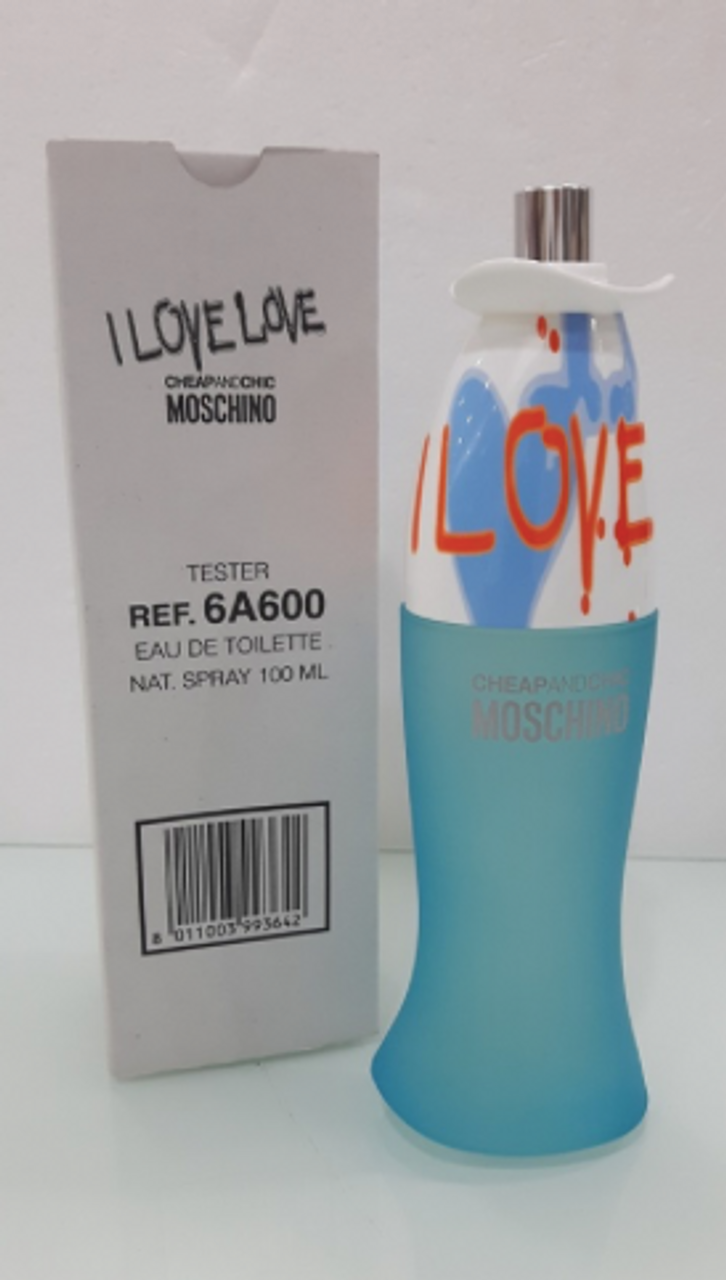 I LOVE LOVE
CHEAPANDCHIC
MOSCHINO
TESTER
REF. 6A600
EAU DE TOILETTE
NAT. SPRAY 100 ML
8 011003 993642
I LOVE
CHEAPANDCHIC
MOSCHINO